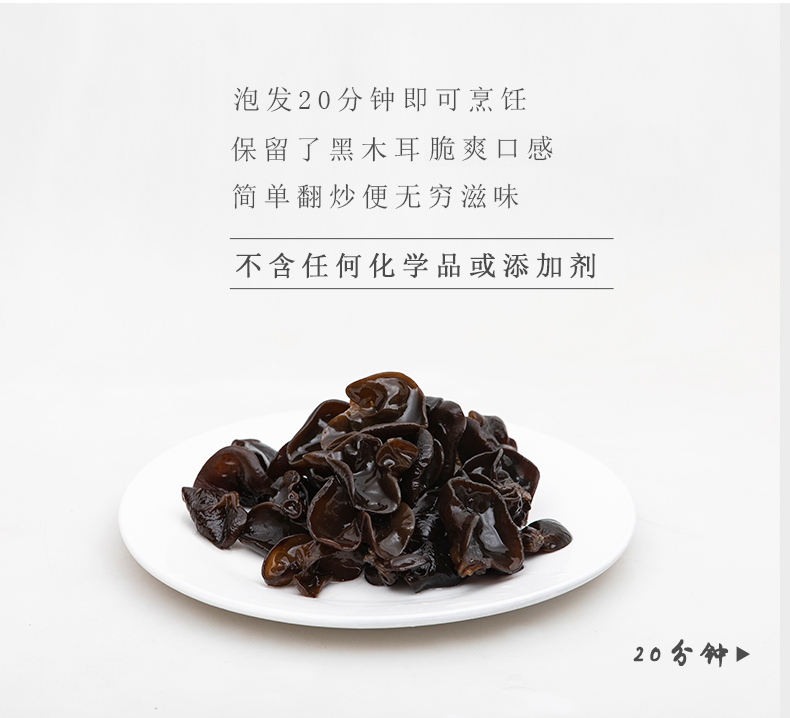 泡发20分钟即可烹饪
保留了黑木耳脆爽口感
简单翻炒便无穷滋味
不含任何化学品或添加剂
20分钟▶